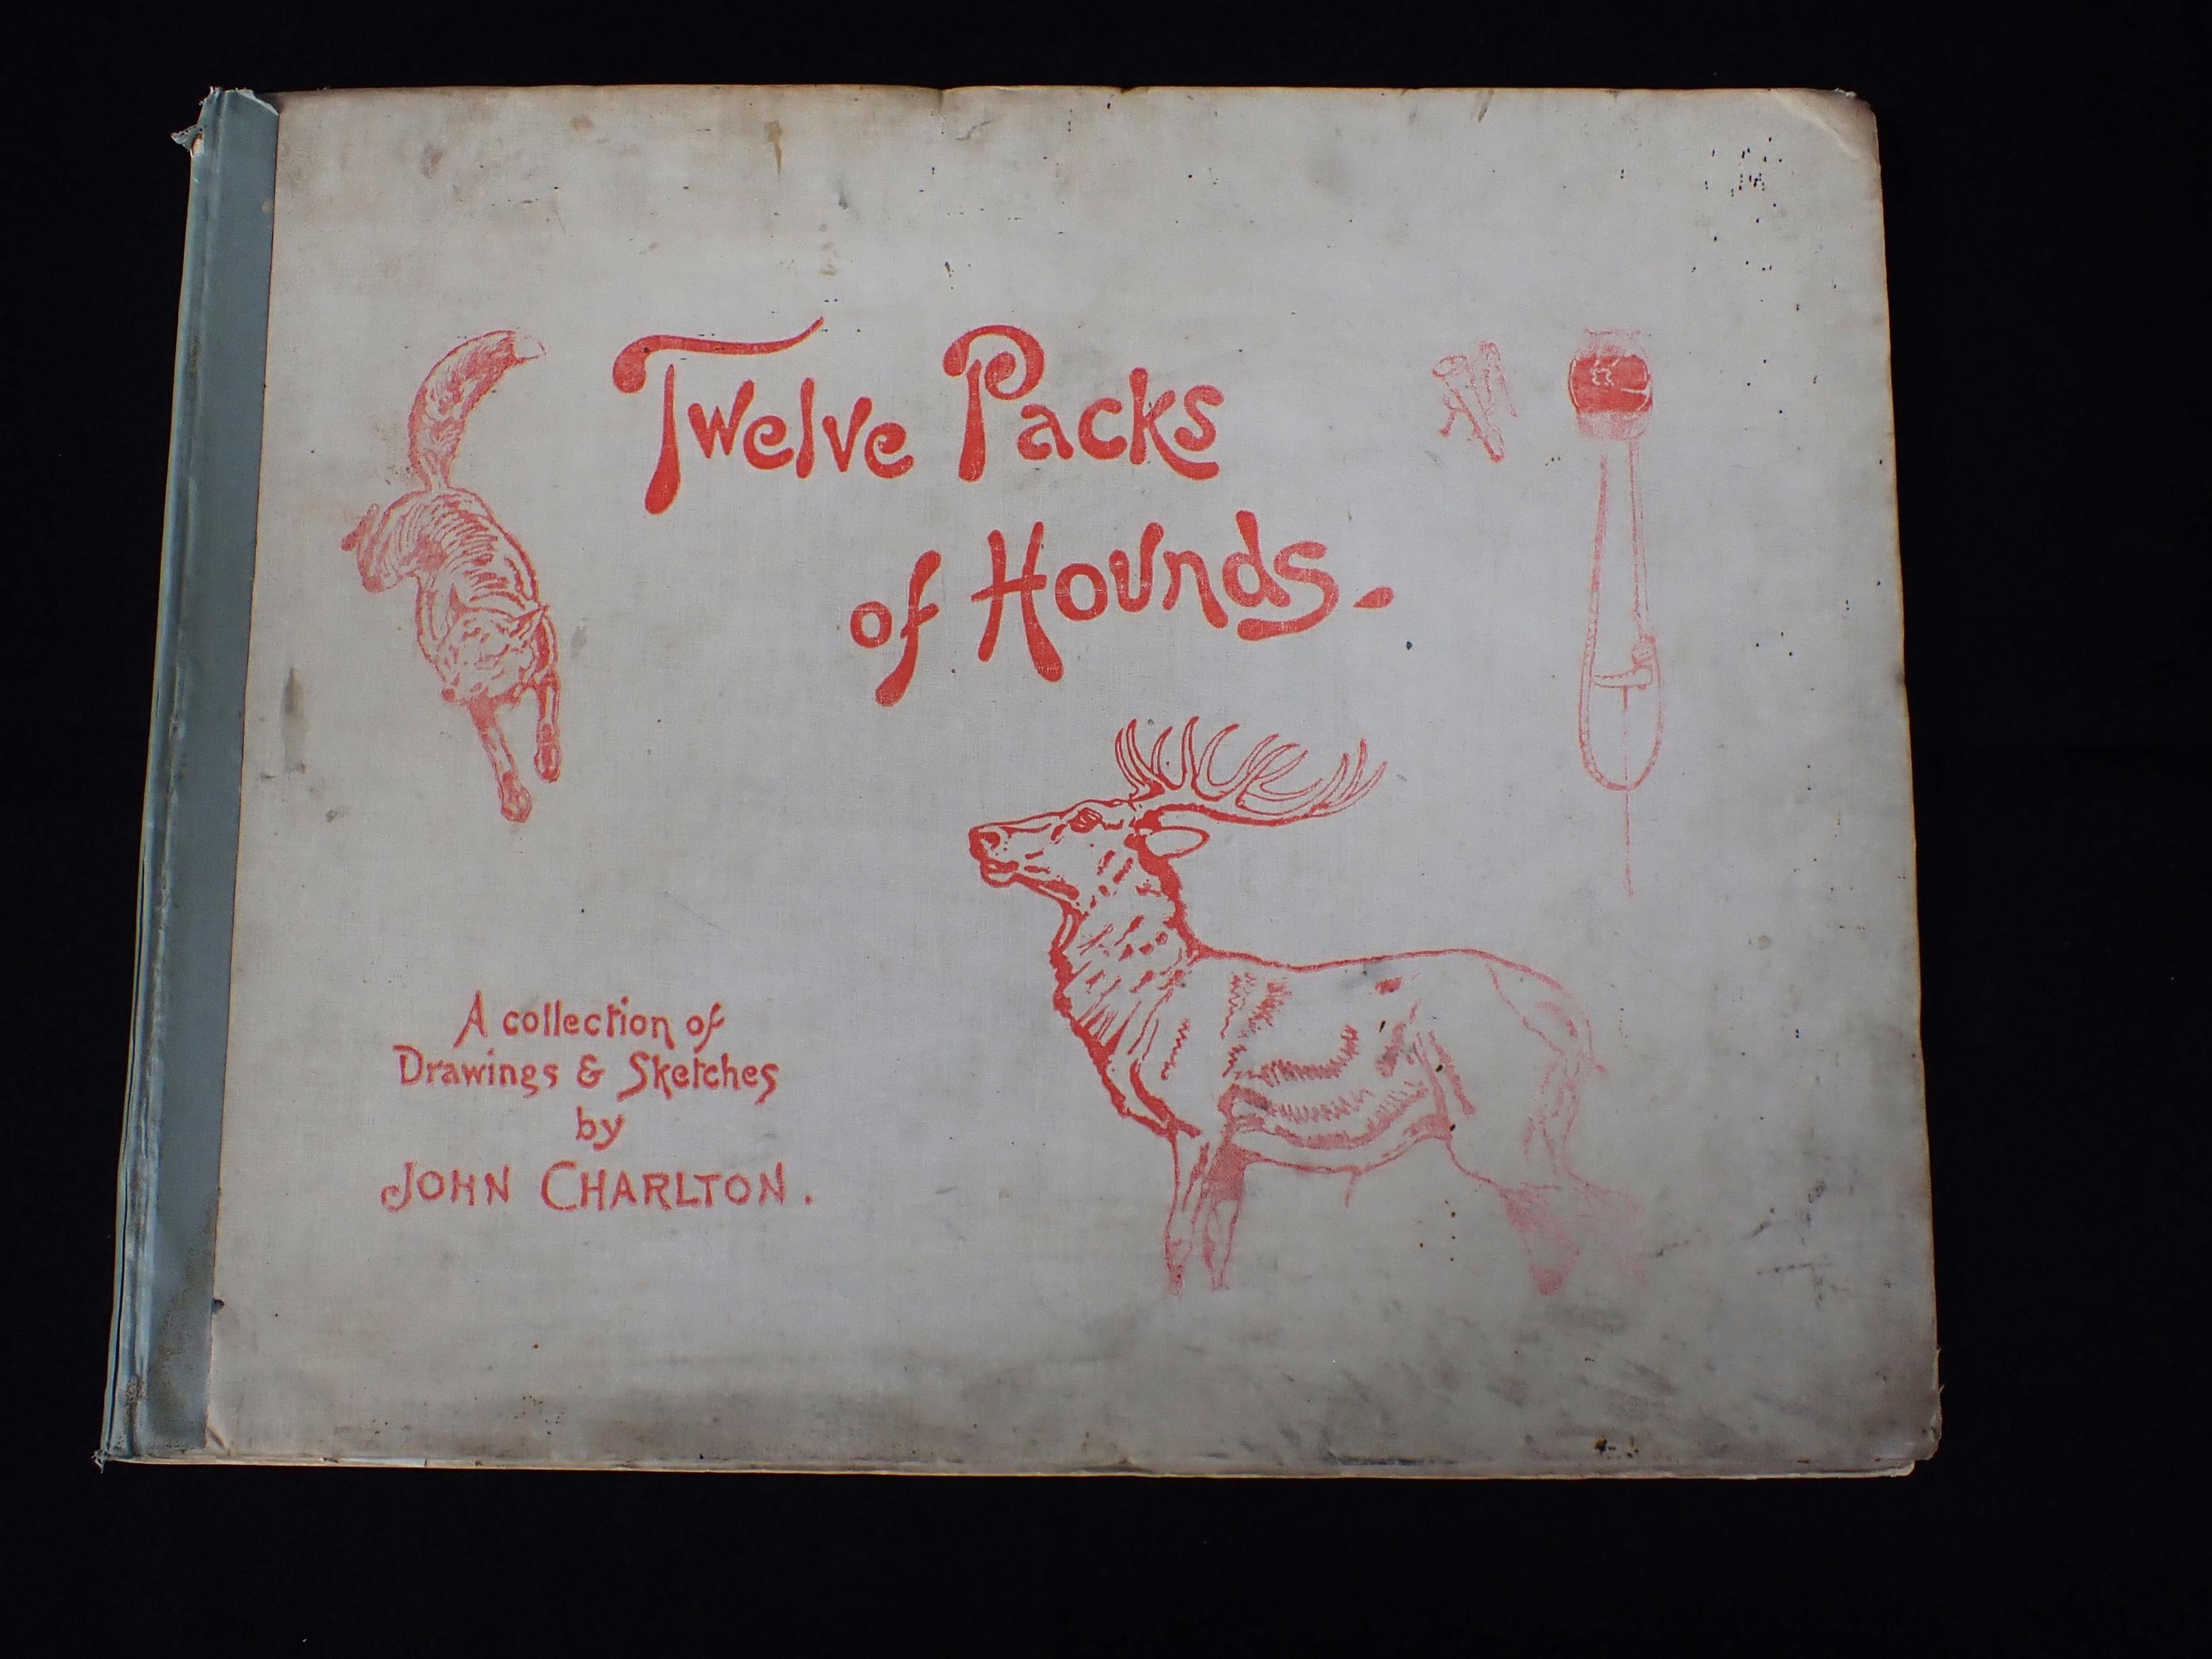 Twelve Packs
of Hounds.
A collection of
Drawings & Sketches
by
JOHN CHARLTON.